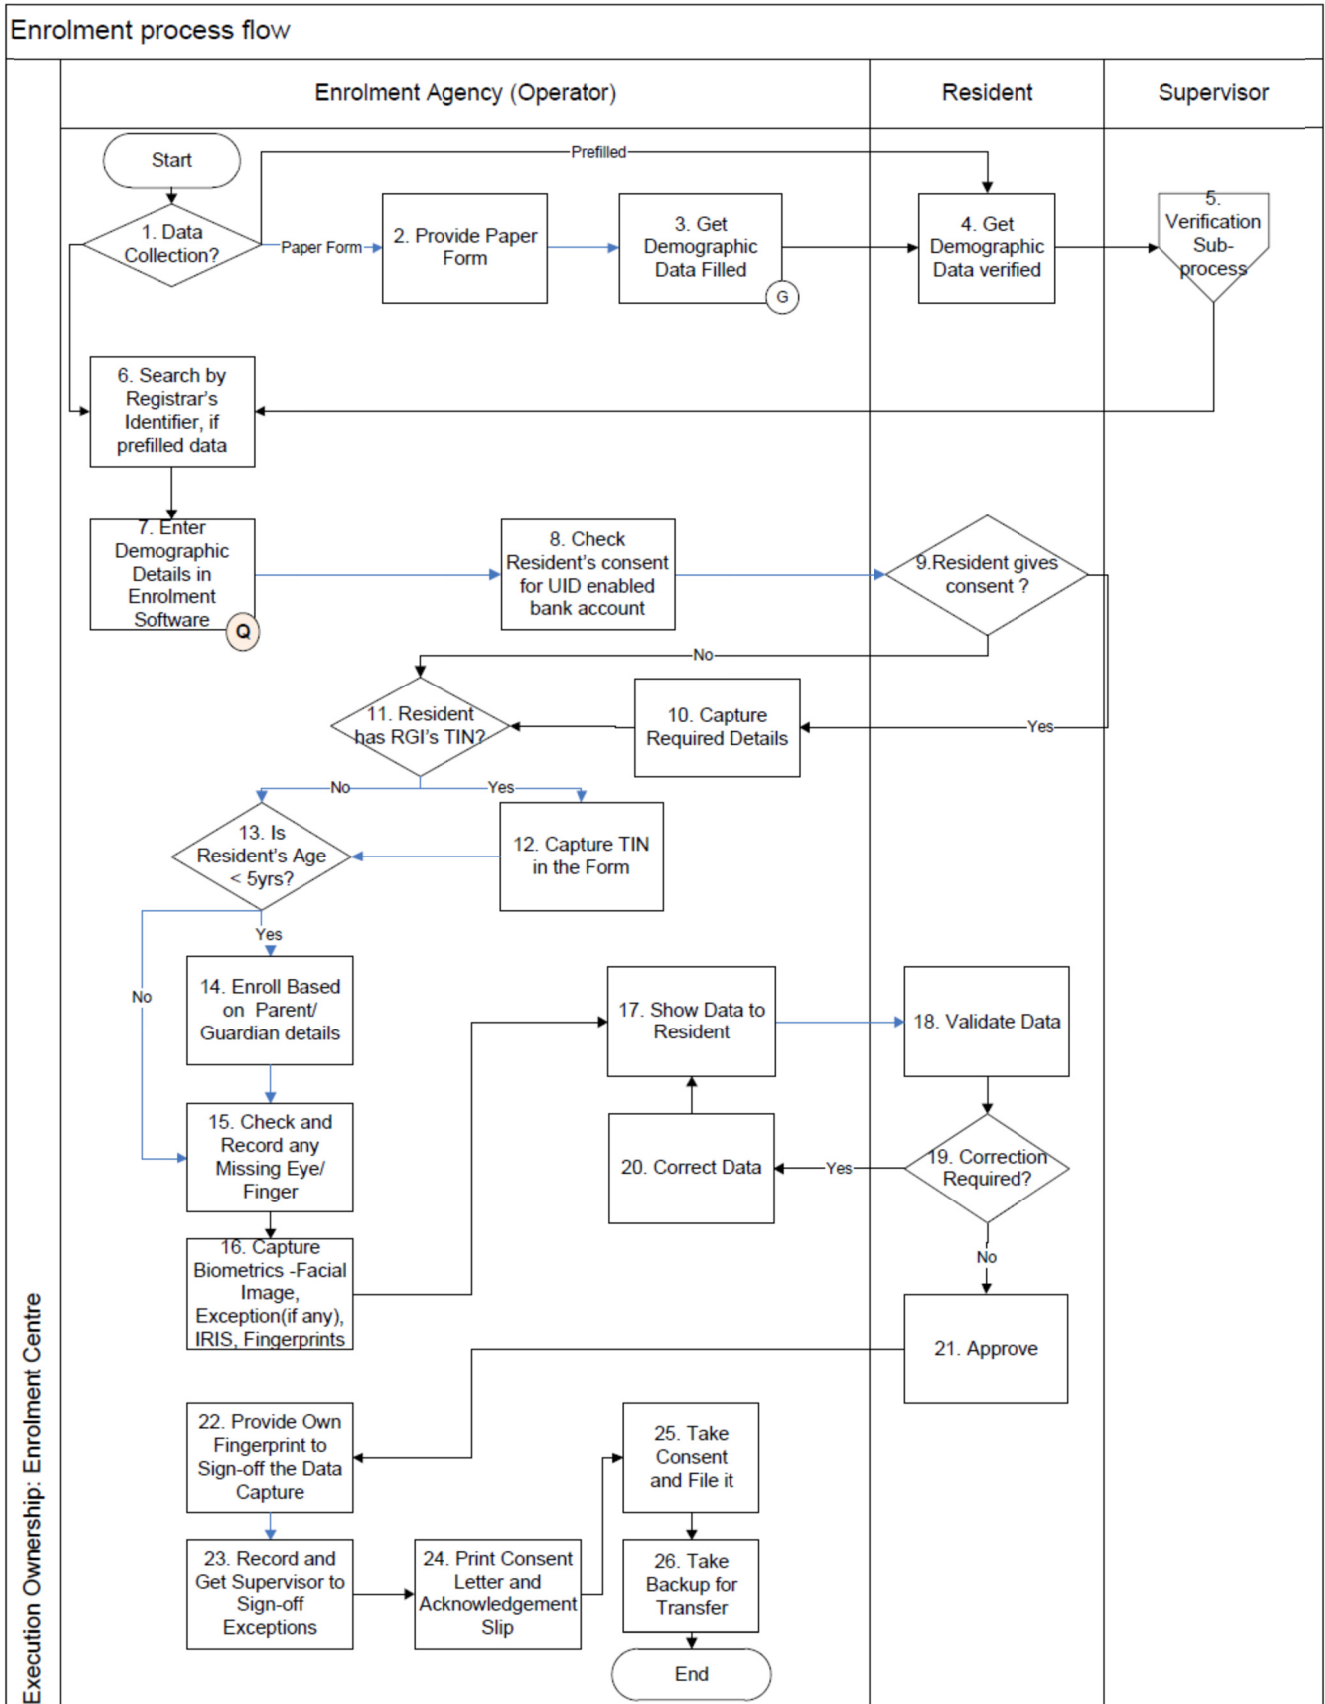 Enrolment process flow
Enrolment Agency (Operator)
Resident
Supervisor
Start
Prefilled
1. Data
Collection?
Paper Form
2. Provide Paper
Form
3. Get
Demographic
Data Filled
G
4. Get
Demographic
Data verified
5.
Verification
Sub-
process
6. Search by
Registrar's
Identifier, if
prefilled data
7. Enter
Demographic
Details in
Enrolment
Software
Q
8. Check
Resident's consent
for UID enabled
bank account
9.Resident gives
consent ?
No
Yes
10. Capture
Required Details
11. Resident
has RGI's TIN?
No
Yes
12. Capture TIN
in the Form
13. Is
Resident's Age
< 5yrs?
Yes
No
14. Enroll Based
on Parent/
Guardian details
15. Check and
Record any
Missing Eye/
Finger
16. Capture
Biometrics -Facial
Image,
Exception(if any),
IRIS, Fingerprints
17. Show Data to
Resident
18. Validate Data
19. Correction
Required?
Yes
20. Correct Data
No
21. Approve
22. Provide Own
Fingerprint to
Sign-off the Data
Capture
23. Record and
Get Supervisor to
Sign-off
Exceptions
24. Print Consent
Letter and
Acknowledgement
Slip
25. Take
Consent
and File it
26. Take
Backup for
Transfer
End
Execution Ownership: Enrolment Centre